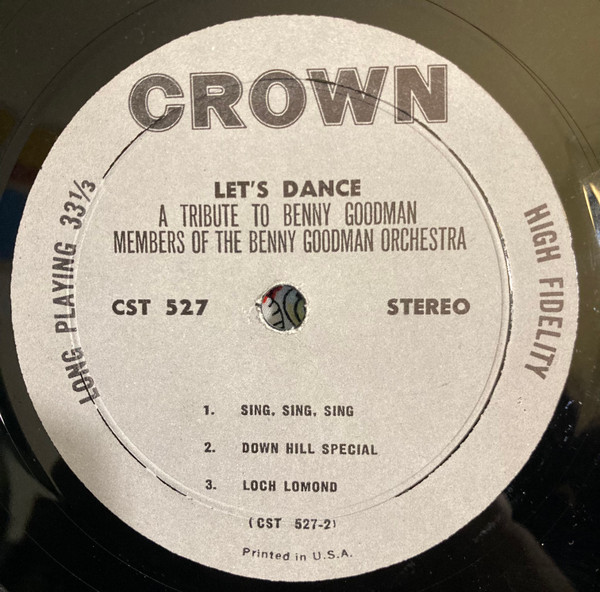 CROWN
LET'S DANCE
A TRIBUTE TO BENNY GOODMAN
MEMBERS OF THE BENNY GOODMAN ORCHESTRA
LONG PLAYING 33⅓
HIGH FIDELITY
CST 527
STEREO
1. SING, SING, SING
2. DOWN HILL SPECIAL
3. LOCH LOMOND
(CST 527-2)
Printed in U.S.A.